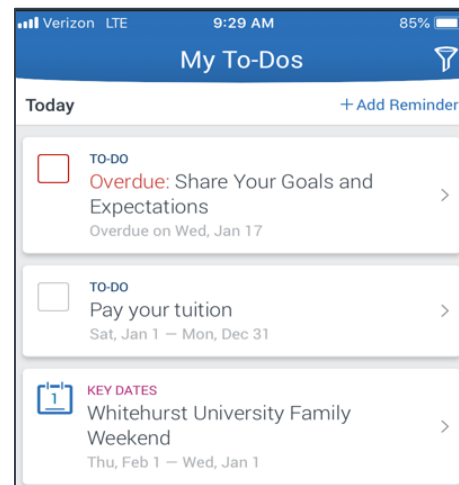 Verizon LTE 9:29 AM 85%
My To-Dos
Today + Add Reminder
TO-DO
Overdue: Share Your Goals and
Expectations
Overdue on Wed, Jan 17
TO-DO
Pay your tuition
Sat, Jan 1 — Mon, Dec 31
1
KEY DATES
Whitehurst University Family
Weekend
Thu, Feb 1 — Wed, Jan 1